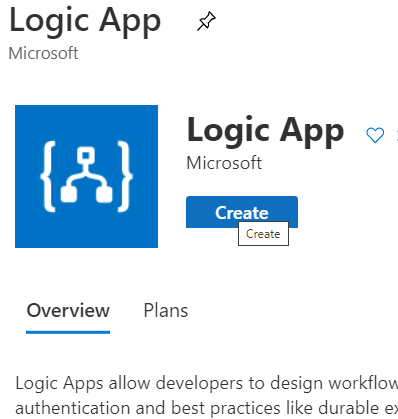 Logic App
Microsoft
Logic App
Microsoft
Create
Create
Overview
Plans
Logic Apps allow developers to design workflow
authentication and best practices like durable ex